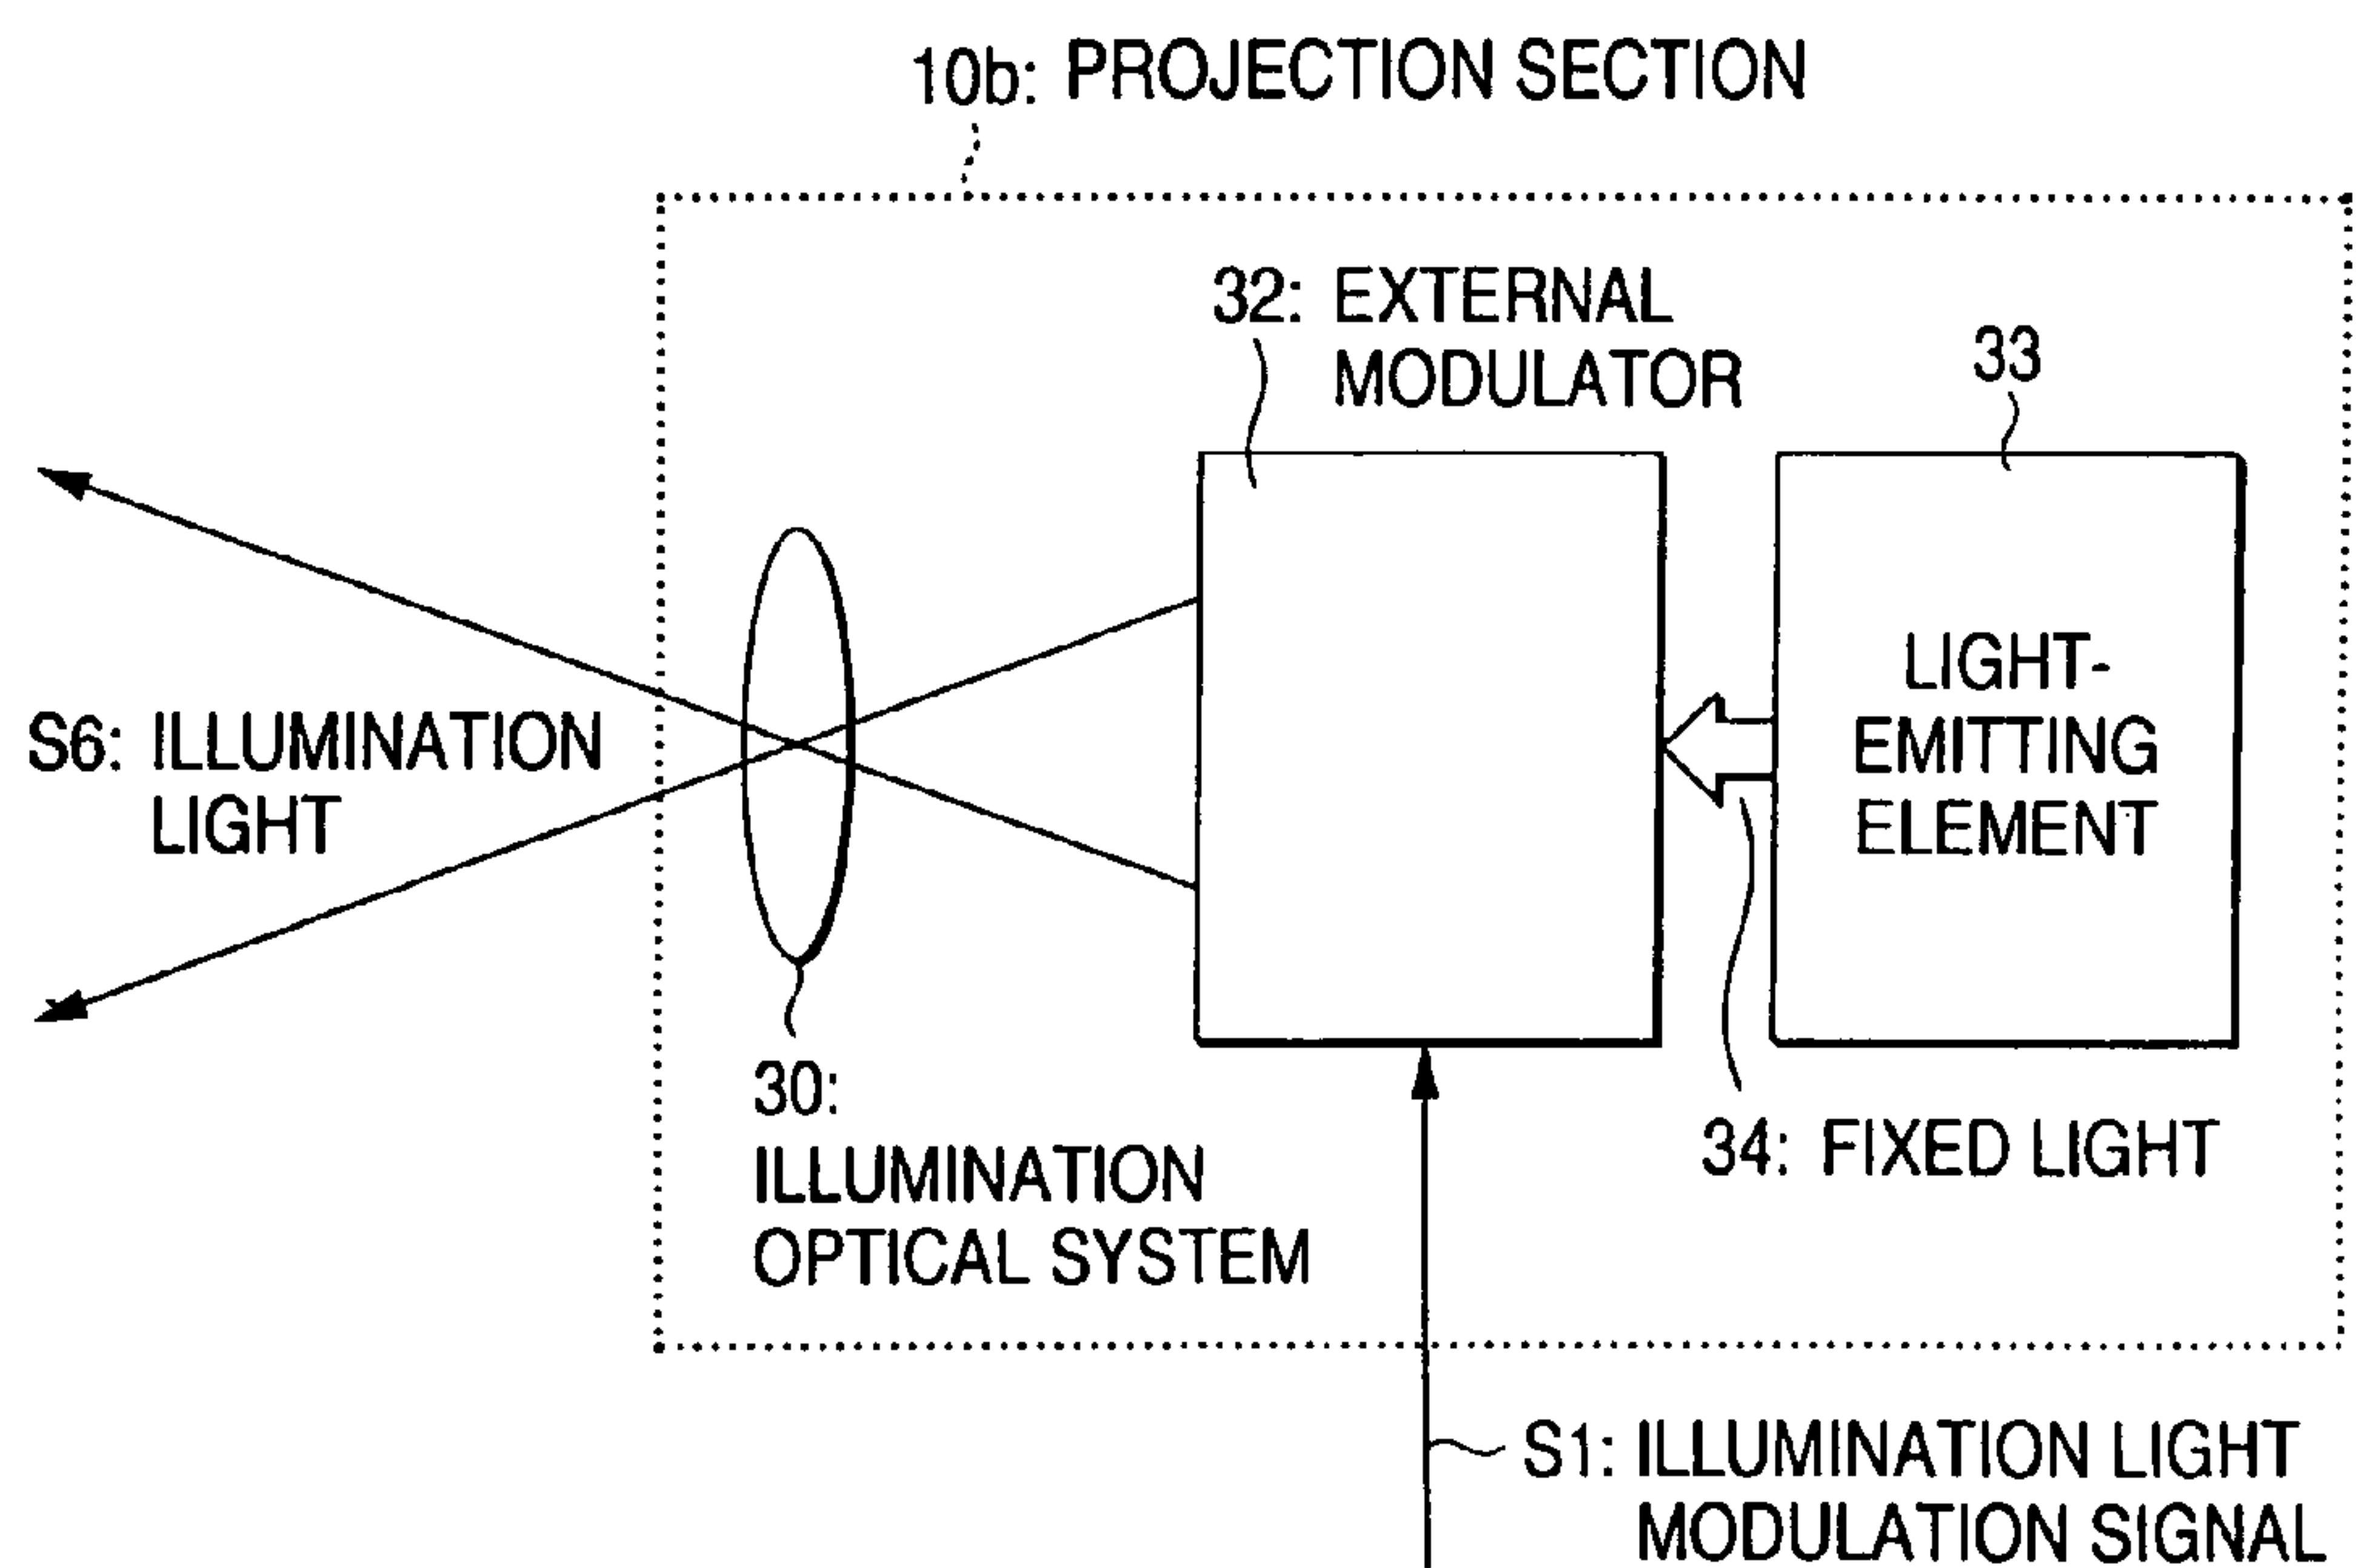 10b: PROJECTION SECTION
32: EXTERNAL
MODULATOR
33
LIGHT-
EMITTING
ELEMENT
S6: ILLUMINATION
LIGHT
30:
ILLUMINATION
OPTICAL SYSTEM
34: FIXED LIGHT
S1: ILLUMINATION LIGHT
MODULATION SIGNAL